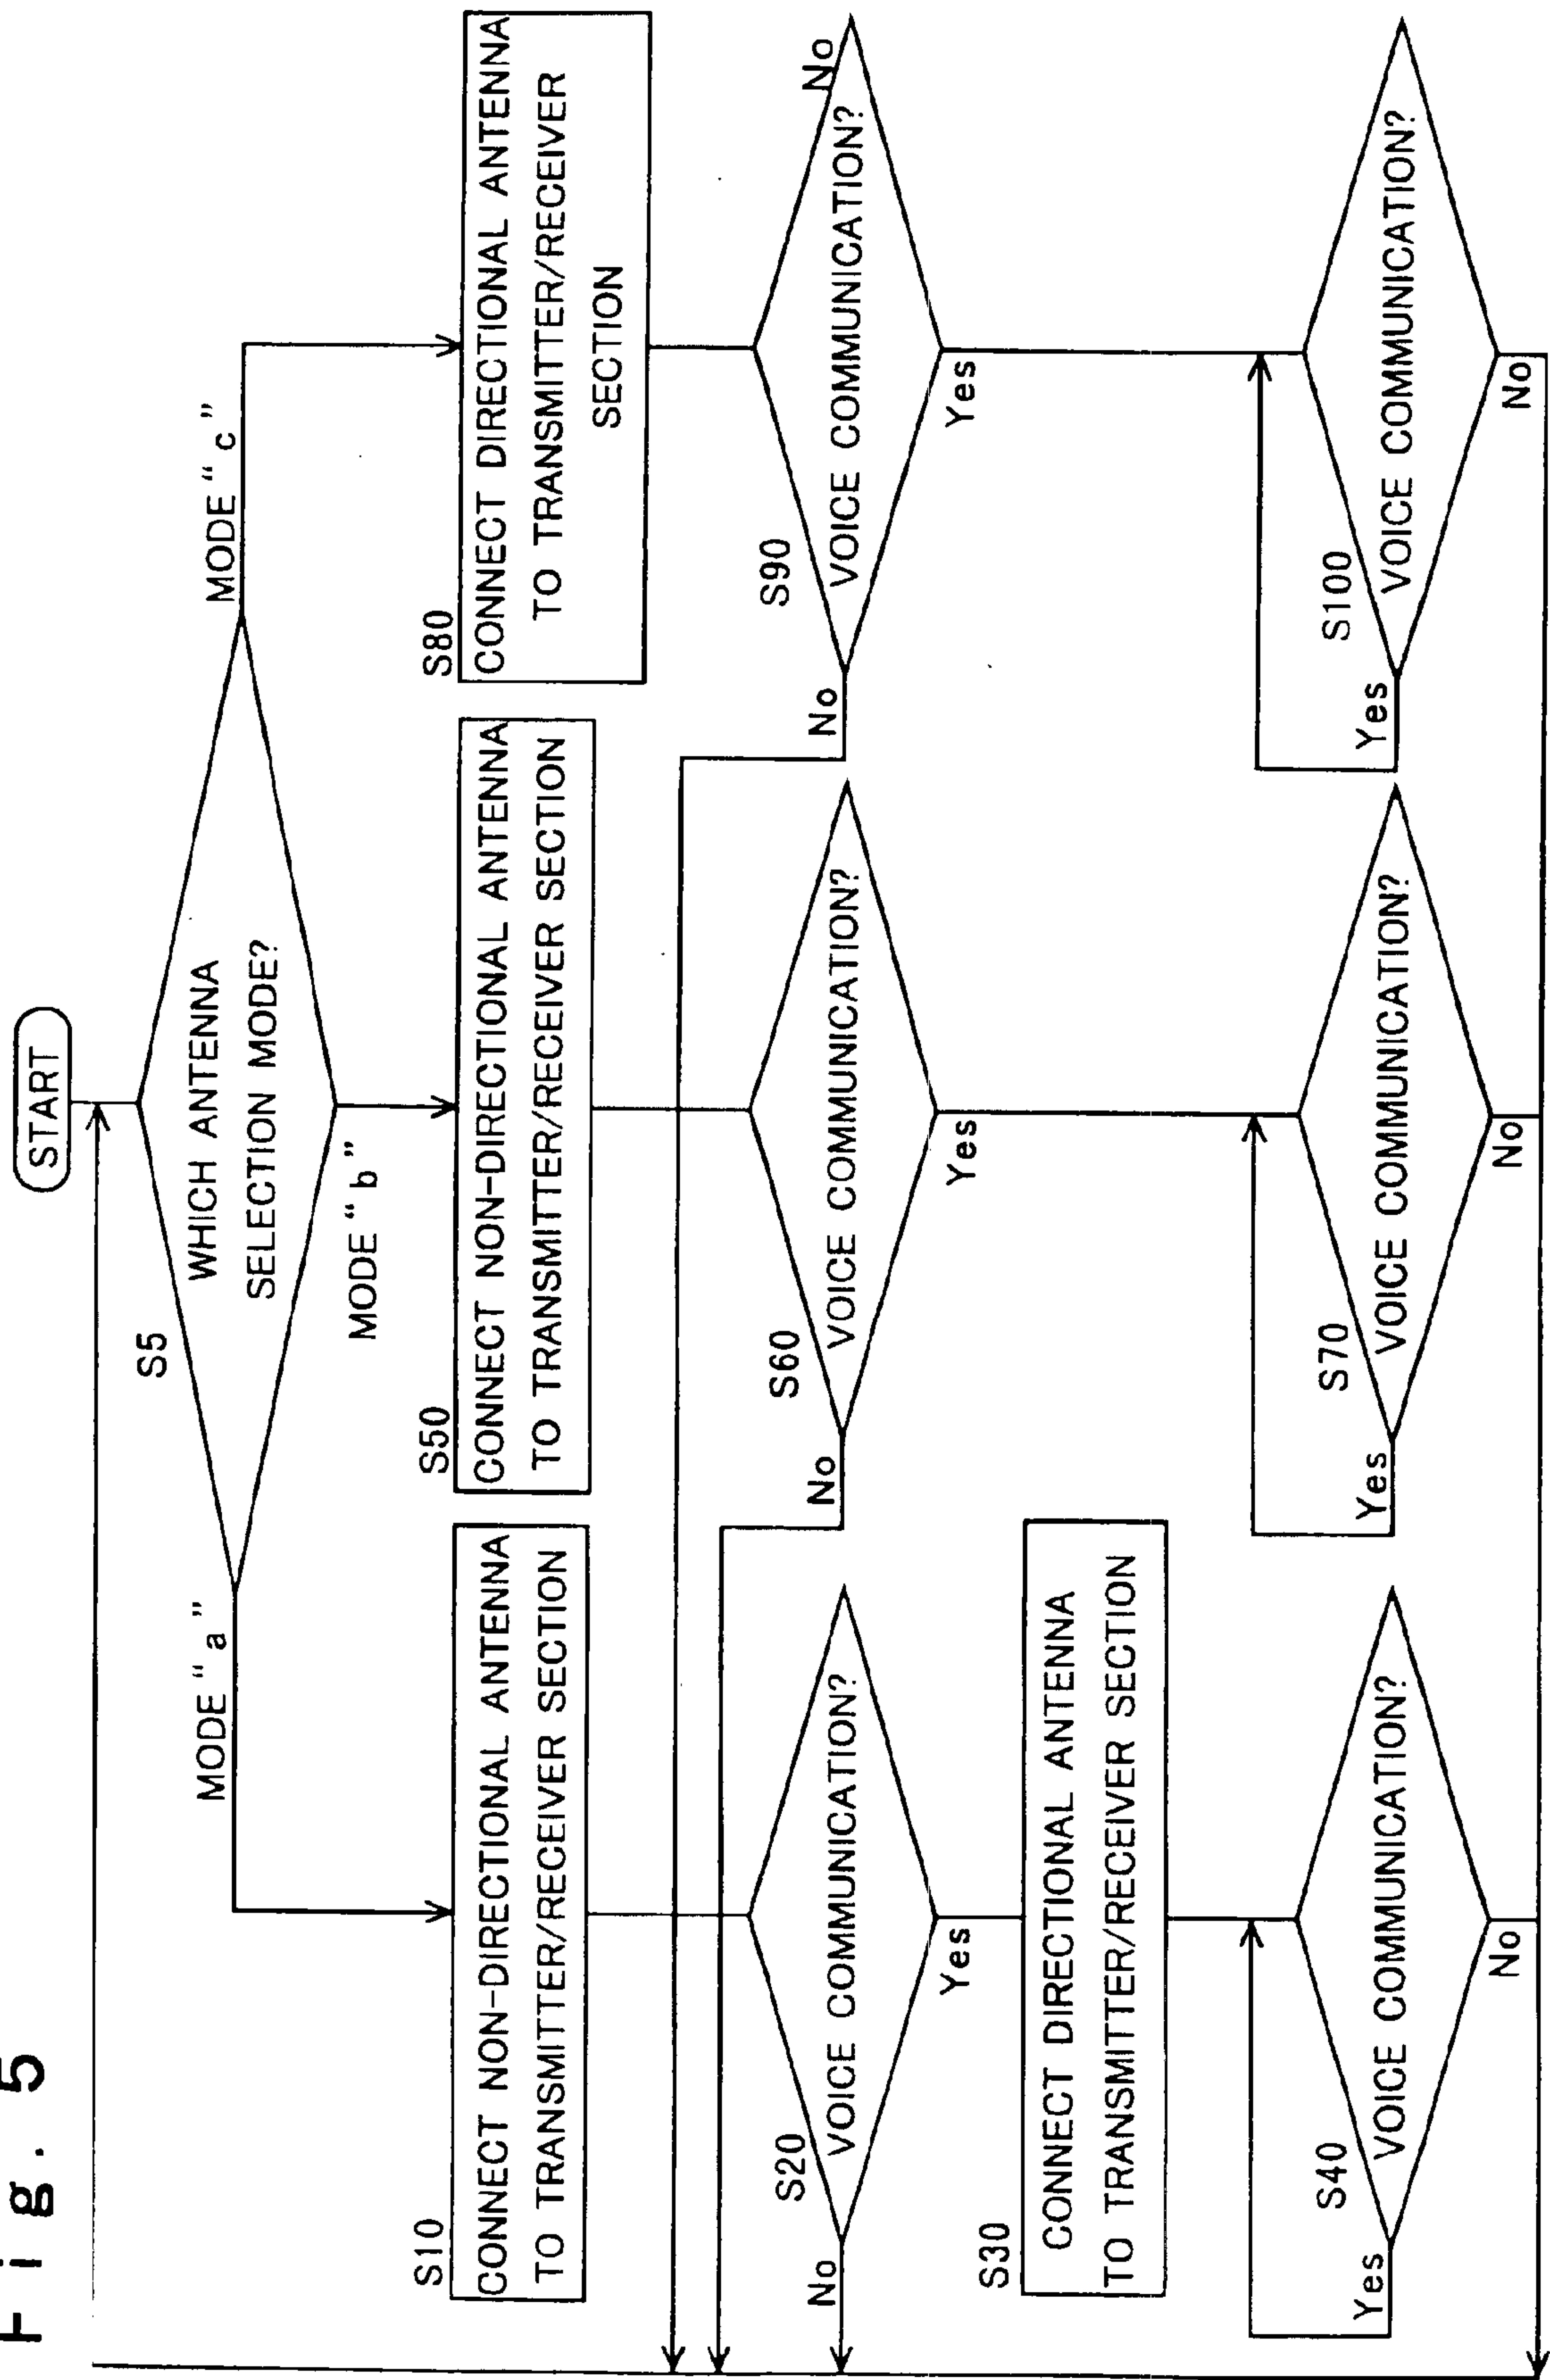 Fig. 5
START
S5
WHICH ANTENNA
SELECTION MODE?
MODE "a"
MODE "b"
MODE "c"
S10
CONNECT NON-DIRECTIONAL ANTENNA
TO TRANSMITTER/RECEIVER SECTION
S50
CONNECT NON-DIRECTIONAL ANTENNA
TO TRANSMITTER/RECEIVER SECTION
S80
CONNECT DIRECTIONAL ANTENNA
TO TRANSMITTER/RECEIVER
SECTION
S20
VOICE COMMUNICATION?
No
Yes
S60
VOICE COMMUNICATION?
No
Yes
S90
VOICE COMMUNICATION?
No
No
Yes
S30
CONNECT DIRECTIONAL ANTENNA
TO TRANSMITTER/RECEIVER SECTION
S40
VOICE COMMUNICATION?
Yes
No
S70
VOICE COMMUNICATION?
Yes
No
S100
VOICE COMMUNICATION?
Yes
No